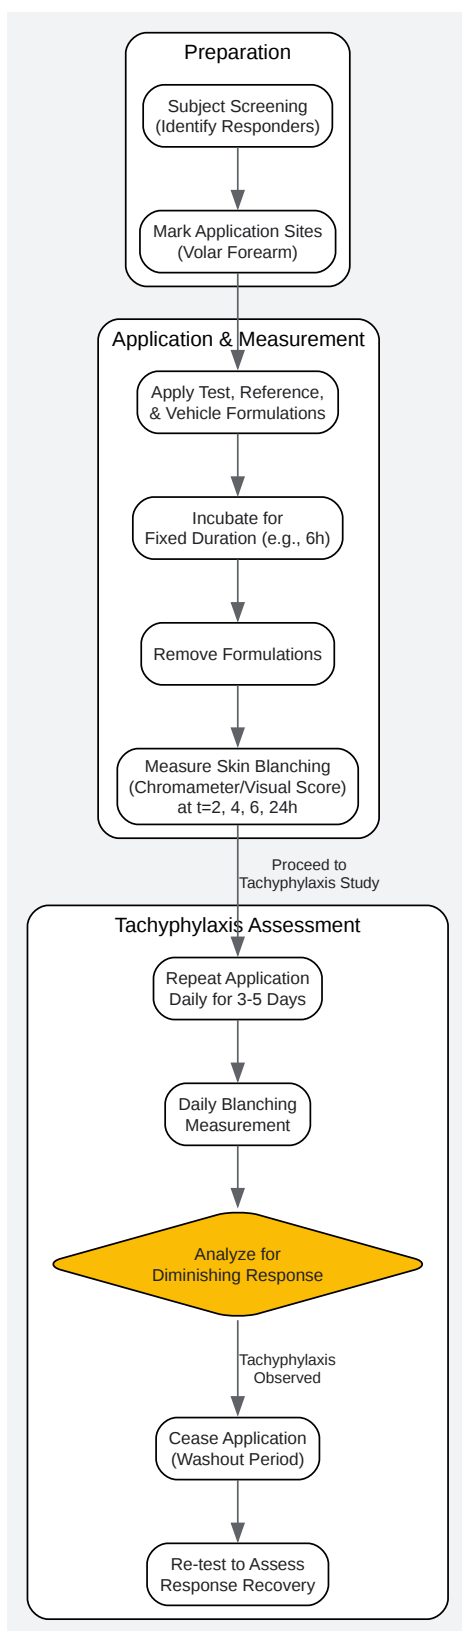 Preparation
Subject Screening
(Identify Responders)
Mark Application Sites
(Volar Forearm)
Application & Measurement
Apply Test, Reference,
& Vehicle Formulations
Incubate for
Fixed Duration (e.g., 6h)
Remove Formulations
Measure Skin Blanching
(Chromameter/Visual Score)
at t=2, 4, 6, 24h
Proceed to
Tachyphylaxis Study
Tachyphylaxis Assessment
Repeat Application
Daily for 3-5 Days
Daily Blanching
Measurement
Analyze for
Diminishing Response
Tachyphylaxis
Observed
Cease Application
(Washout Period)
Re-test to Assess
Response Recovery